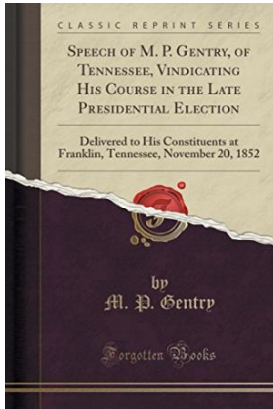 CLASSIC REPRINT SERIES
SPEECH OF M. P. GENTRY, OF
TENNESSEE, VINDICATING
HIS COURSE IN THE LATE
PRESIDENTIAL ELECTION
Delivered to His Constituents at
Franklin, Tennessee, November 20, 1852
by
M. P. Gentry
Forgotten Books